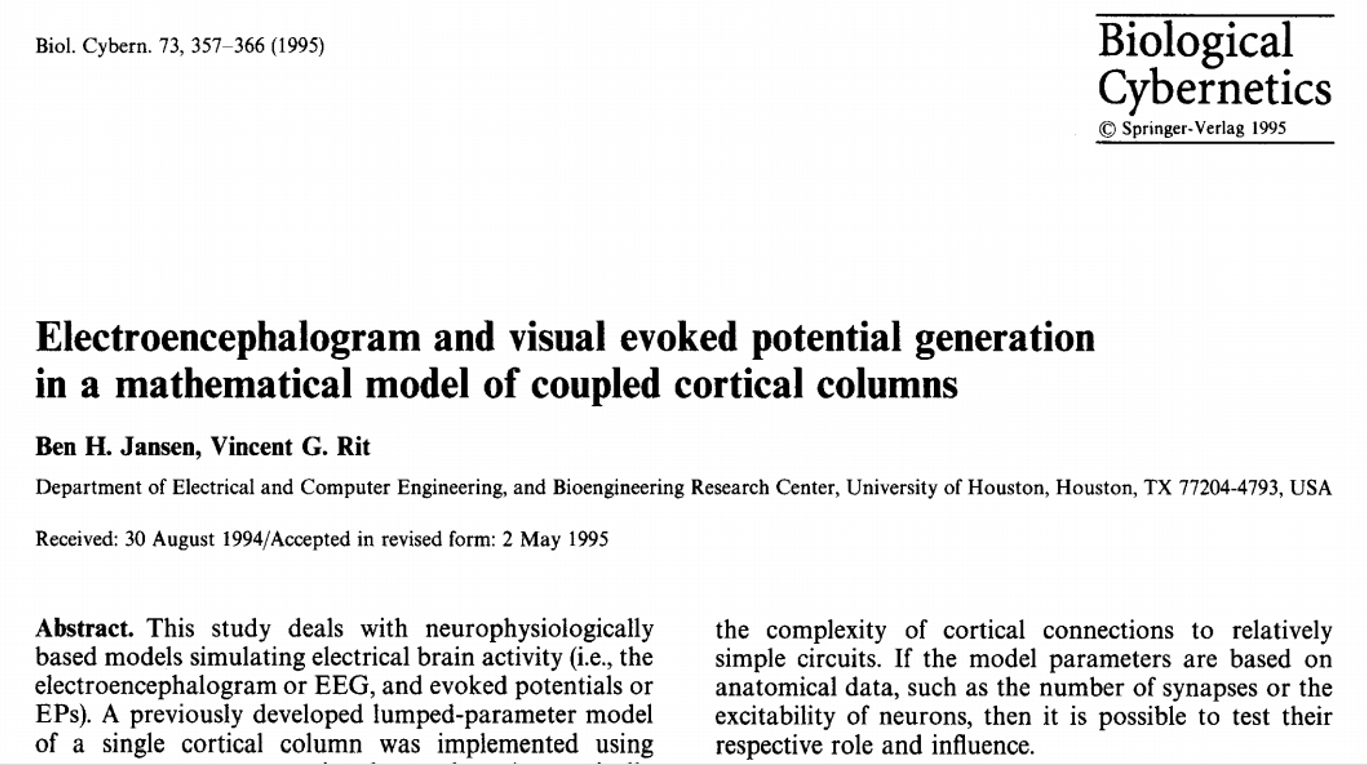 Biol. Cybern. 73, 357–366 (1995)
Biological
Cybernetics
© Springer-Verlag 1995
Electroencephalogram and visual evoked potential generation
in a mathematical model of coupled cortical columns
Ben H. Jansen, Vincent G. Rit
Department of Electrical and Computer Engineering, and Bioengineering Research Center, University of Houston, Houston, TX 77204-4793, USA
Received: 30 August 1994/Accepted in revised form: 2 May 1995
Abstract. This study deals with neurophysiologically
based models simulating electrical brain activity (i.e., the
electroencephalogram or EEG, and evoked potentials or
EPs). A previously developed lumped-parameter model
of a single cortical column was implemented using
the complexity of cortical connections to relatively
simple circuits. If the model parameters are based on
anatomical data, such as the number of synapses or the
excitability of neurons, then it is possible to test their
respective role and influence.